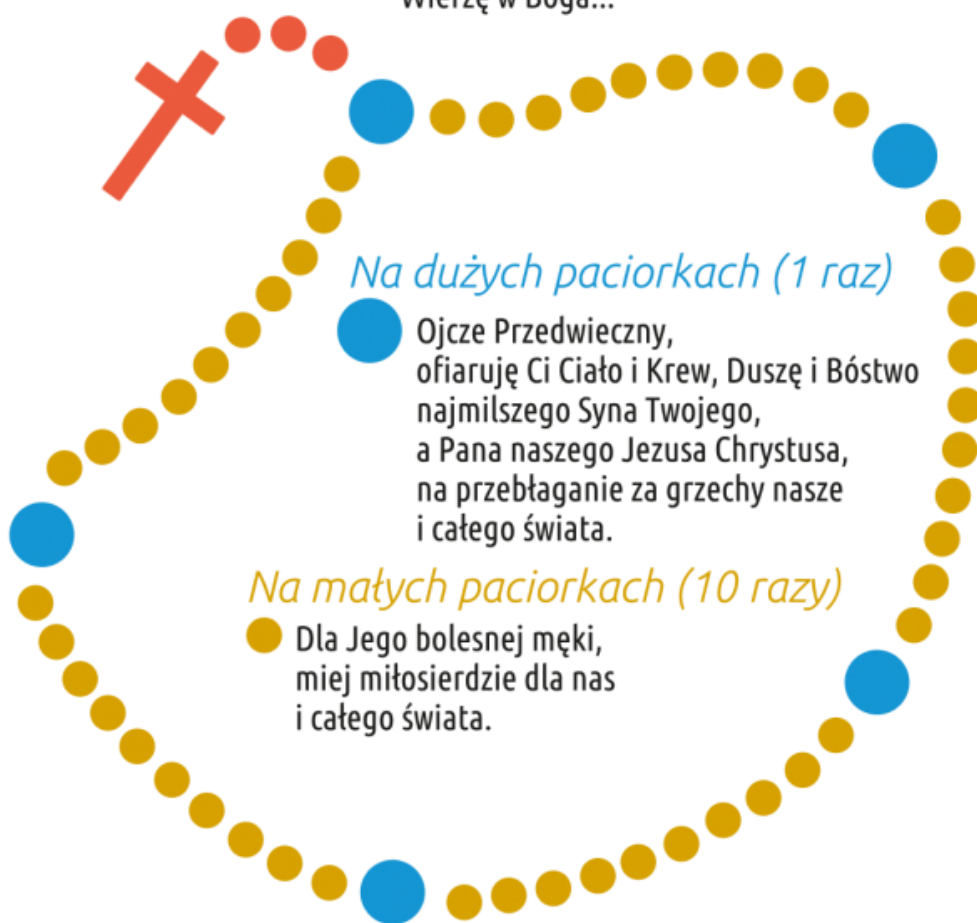 Wierzę w Boga...
Na dużych paciorkach (1 raz)
Ojcze Przedwieczny,
ofiaruję Ci Ciało i Krew, Duszę i Bóstwo
najmilszego Syna Twojego,
a Pana naszego Jezusa Chrystusa,
na przebłaganie za grzechy nasze
i całego świata.
Na małych paciorkach (10 razy)
Dla Jego bolesnej męki,
miej miłosierdzie dla nas
i całego świata.